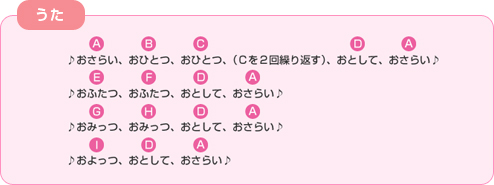 うた
A B C D A
♪おさらい、おひとつ、おひとつ、(Cを2回繰り返す)、おとして、おさらい♪
E F D A
♪おふたつ、おふたつ、おとして、おさらい♪
G H D A
♪おみっつ、おみっつ、おとして、おさらい♪
I D A
♪およっつ、おとして、おさらい♪